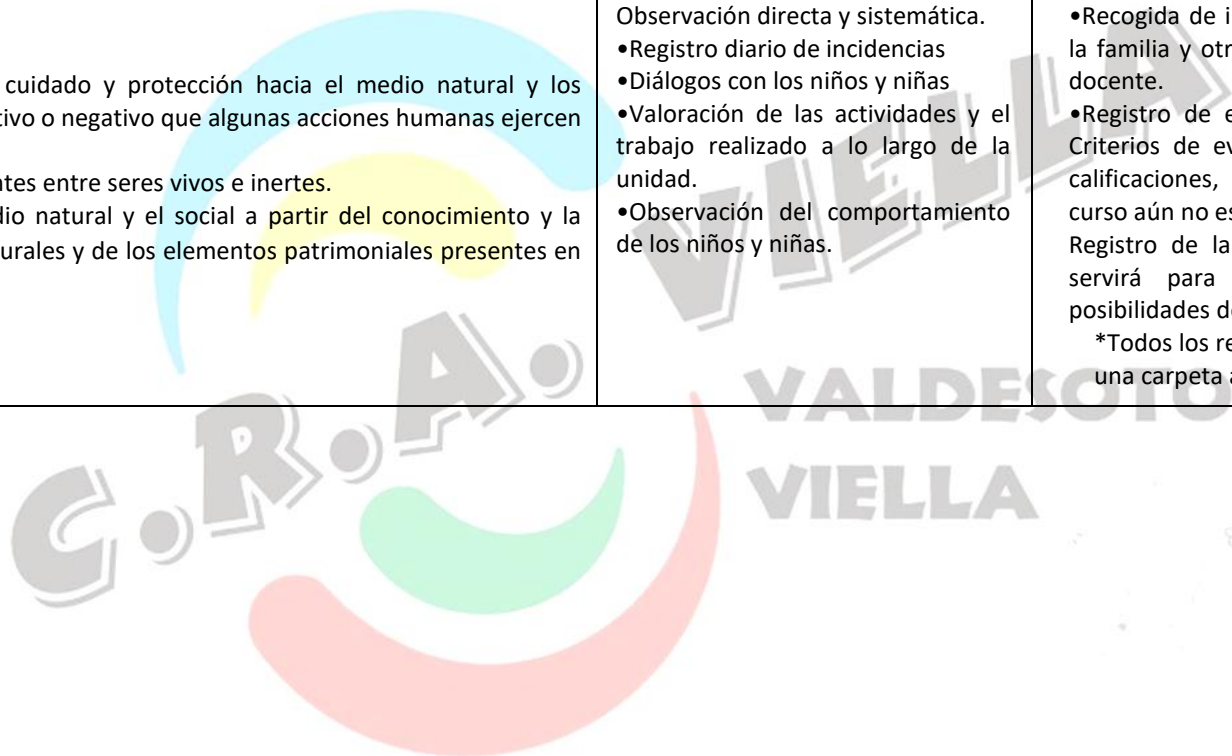 cuidado y protección hacia el medio natural y los
tivo o negativo que algunas acciones humanas ejercen
ntes entre seres vivos e inertes.
dio natural y el social a partir del conocimiento y la
urales y de los elementos patrimoniales presentes en
Observación directa y sistemática.
•Registro diario de incidencias
•Diálogos con los niños y niñas
•Valoración de las actividades y el
trabajo realizado a lo largo de la
unidad.
•Observación del comportamiento
de los niños y niñas.
•Recogida de i
la familia y otr
docente.
•Registro de e
Criterios de ev
calificaciones,
curso aún no es
Registro de la
servirá para
posibilidades de
*Todos los re
una carpeta a
C.R.A. VIELLA
VALDESOTO
VIELLA